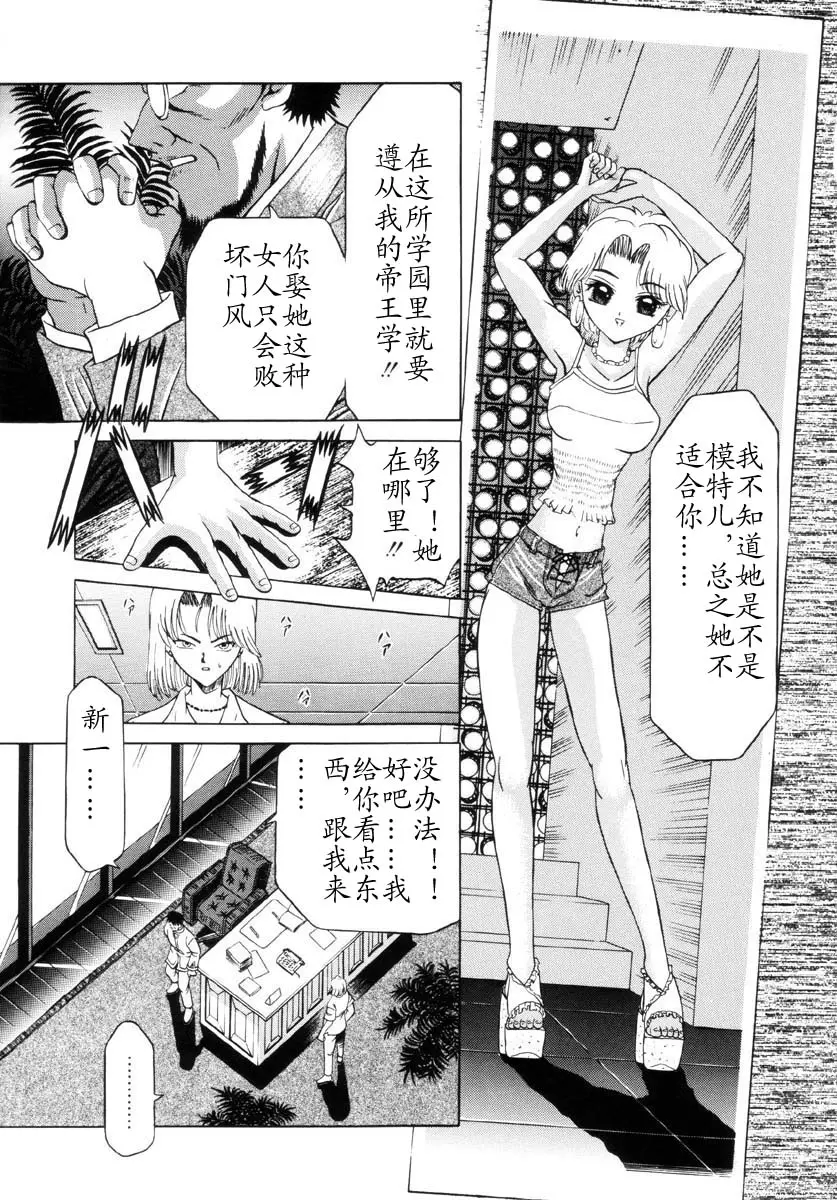 我不知道她是不是
模特儿，总之她不
适合你……
在这所学园里就要
遵从我的帝王学!!
你娶她这种
女人只会败
坏门风
够了！她
在哪里!!
新一……
没办法！！
好吧……我
给你看点东
西，跟我来
……
………